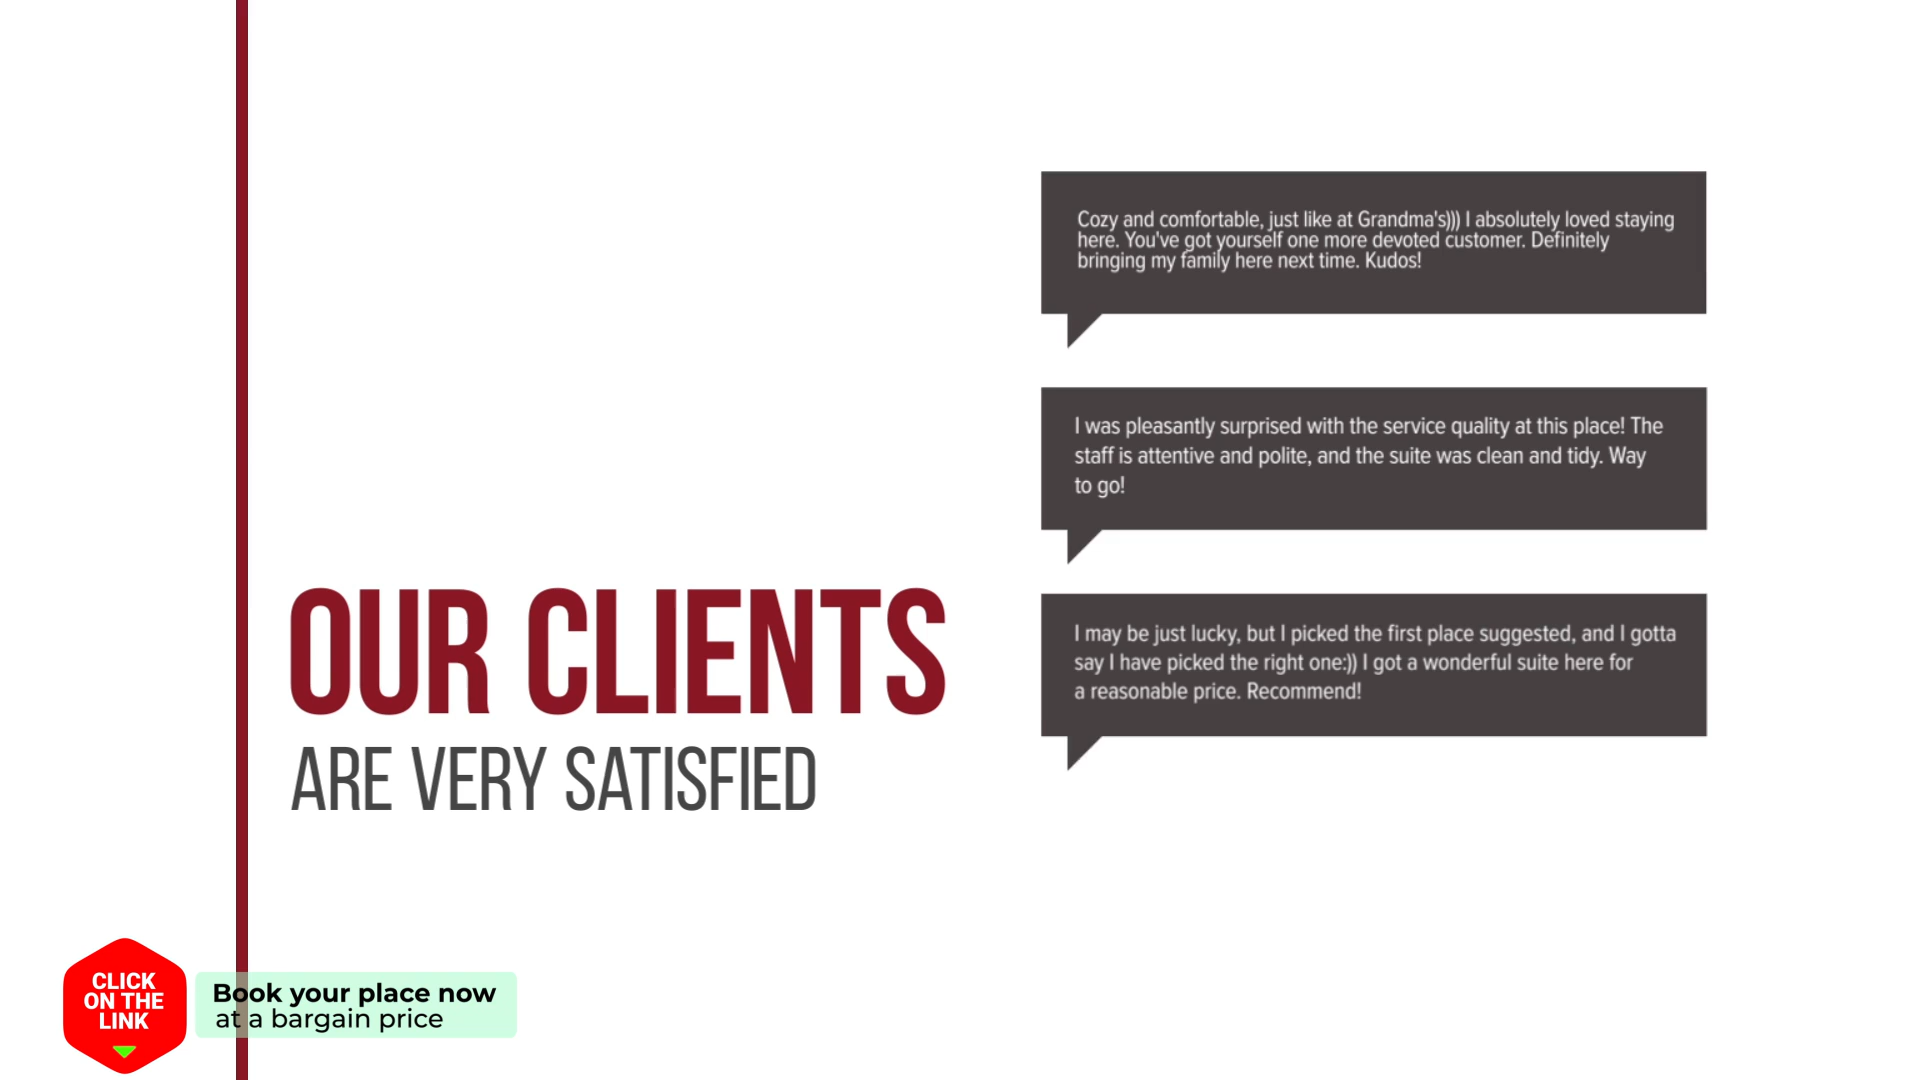 Cozy and comfortable, just like at Grandma's))) I absolutely loved staying
here. You've got yourself one more devoted customer. Definitely
bringing my family here next time. Kudos!
I was pleasantly surprised with the service quality at this place! The
staff is attentive and polite, and the suite was clean and tidy. Way
to go!
I may be just lucky, but I picked the first place suggested, and I gotta
say I have picked the right one:)) I got a wonderful suite here for
a reasonable price. Recommend!
OUR CLIENTS
ARE VERY SATISFIED
CLICK
ON THE
LINK
Book your place now
at a bargain price